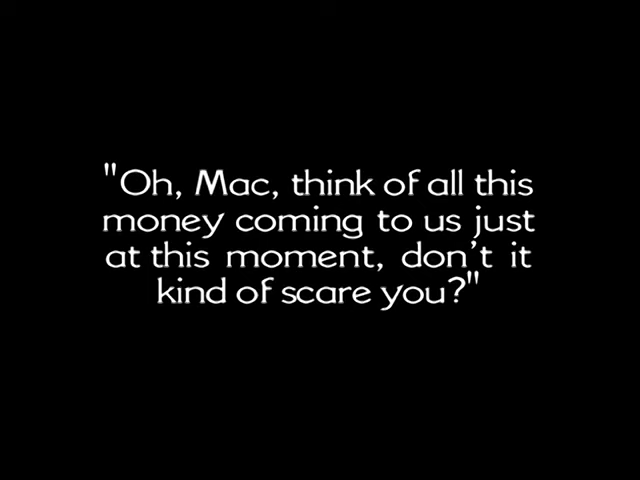 "Oh, Mac, think of all this
money coming to us just
at this moment, don't it
kind of scare you?"